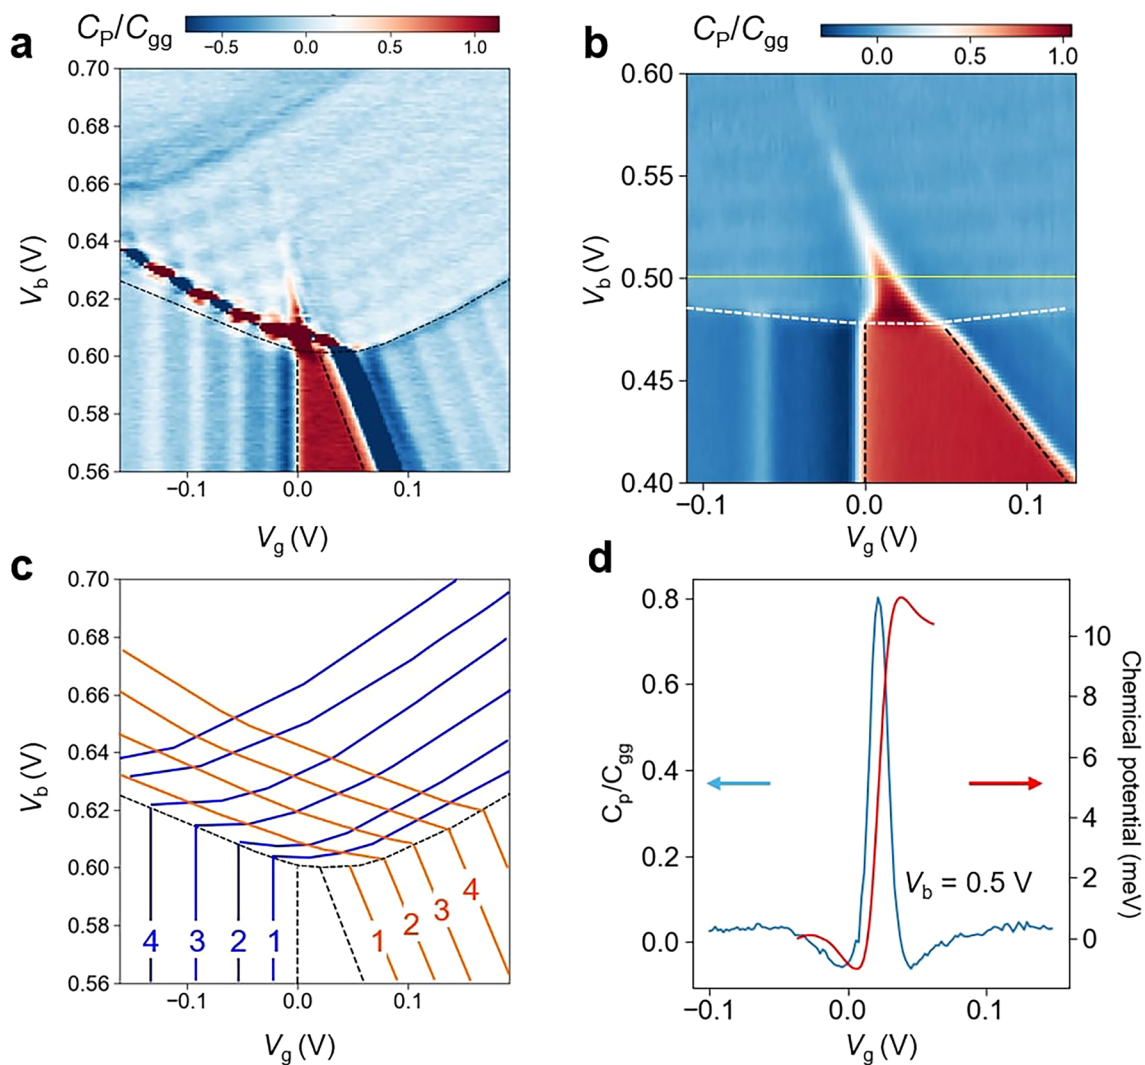 a
C_P/C_gg
−0.5 0.0 0.5 1.0
0.70
0.68
0.66
0.64
0.62
0.60
0.58
0.56
V_b (V)
−0.1 0.0 0.1
V_g (V)
b
C_P/C_gg
0.0 0.5 1.0
0.60
0.55
0.50
0.45
0.40
V_b (V)
−0.1 0.0 0.1
V_g (V)
c
0.70
0.68
0.66
0.64
0.62
0.60
0.58
0.56
V_b (V)
4 3 2 1
1 2 3 4
−0.1 0.0 0.1
V_g (V)
d
0.8
0.6
0.4
0.2
0.0
C_p/C_gg
10
8
6
4
2
0
Chemical potential (meV)
V_b = 0.5 V
−0.1 0.0 0.1
V_g (V)